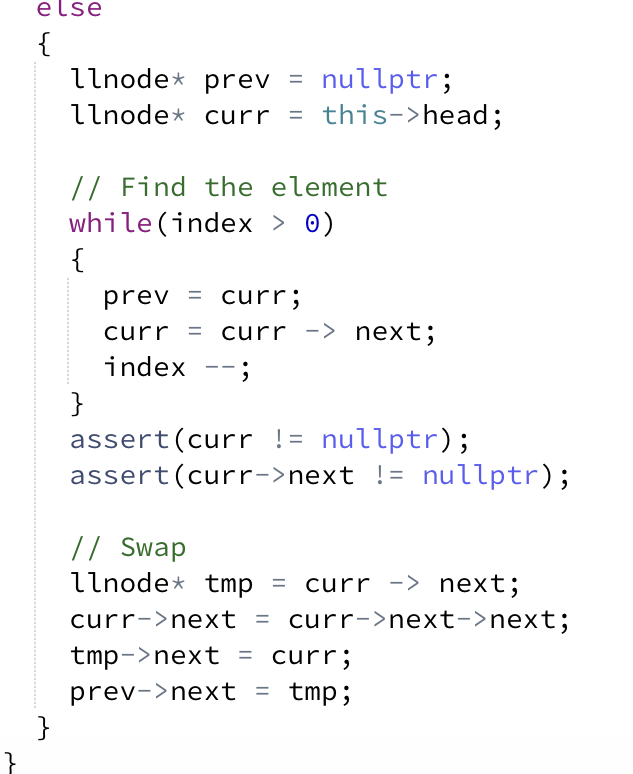 else
{
llnode* prev = nullptr;
llnode* curr = this->head;
// Find the element
while(index > 0)
{
prev = curr;
curr = curr -> next;
index --;
}
assert(curr != nullptr);
assert(curr->next != nullptr);
// Swap
llnode* tmp = curr -> next;
curr->next = curr->next->next;
tmp->next = curr;
prev->next = tmp;
}
}